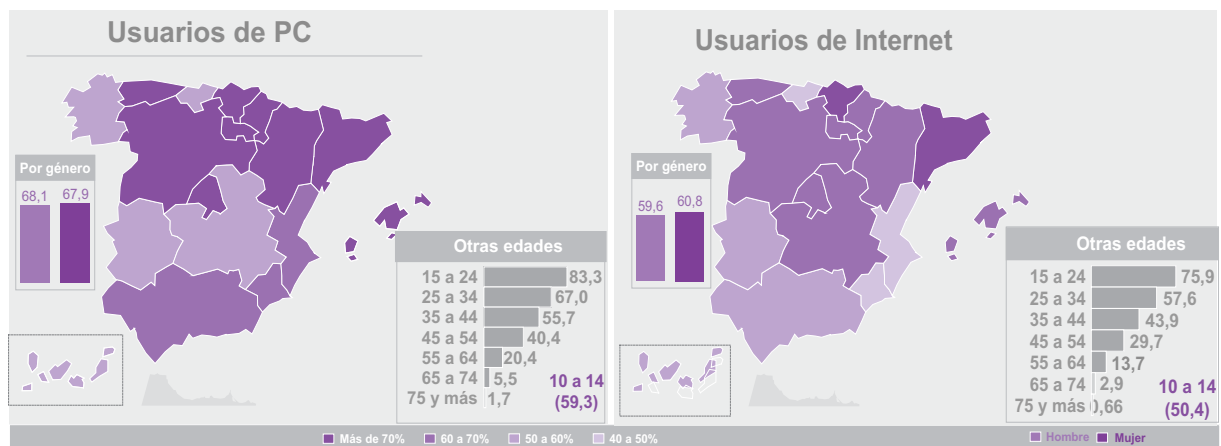 Usuarios de PC
Por género
68,1 67,9
Otras edades
15 a 24 83,3
25 a 34 67,0
35 a 44 55,7
45 a 54 40,4
55 a 64 20,4
65 a 74 5,5
75 y más 1,7
10 a 14
(59,3)
Usuarios de Internet
Por género
59,6 60,8
Otras edades
15 a 24 75,9
25 a 34 57,6
35 a 44 43,9
45 a 54 29,7
55 a 64 13,7
65 a 74 2,9
75 y más 0,66
10 a 14
(50,4)
Más de 70% 60 a 70% 50 a 60% 40 a 50%
Hombre Mujer